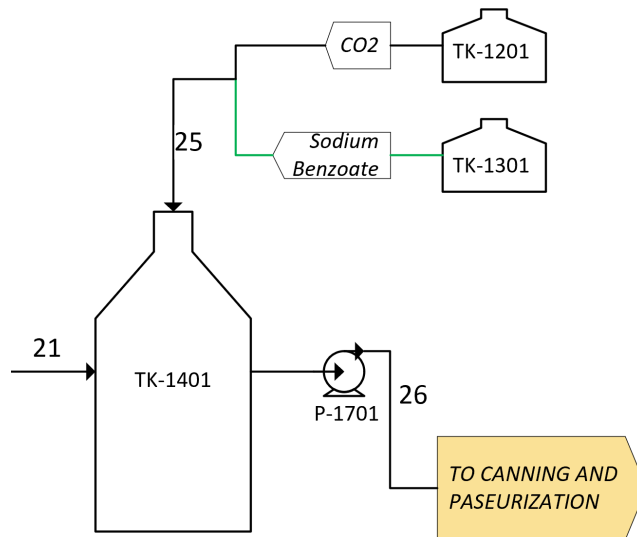 CO2
TK-1201
25
Sodium
Benzoate
TK-1301
21
TK-1401
P-1701
26
TO CANNING AND
PASEURIZATION